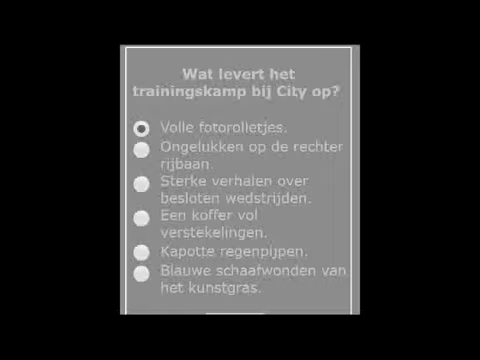 Wat levert het
trainingskamp bij City op?
Volle fotorolletjes.
Ongelukken op de rechter
rijbaan.
Sterke verhalen over
besloten wedstrijden.
Een koffer vol
verstekelingen.
Kapotte regenpijpen.
Blauwe schaafwonden van
het kunstgras.